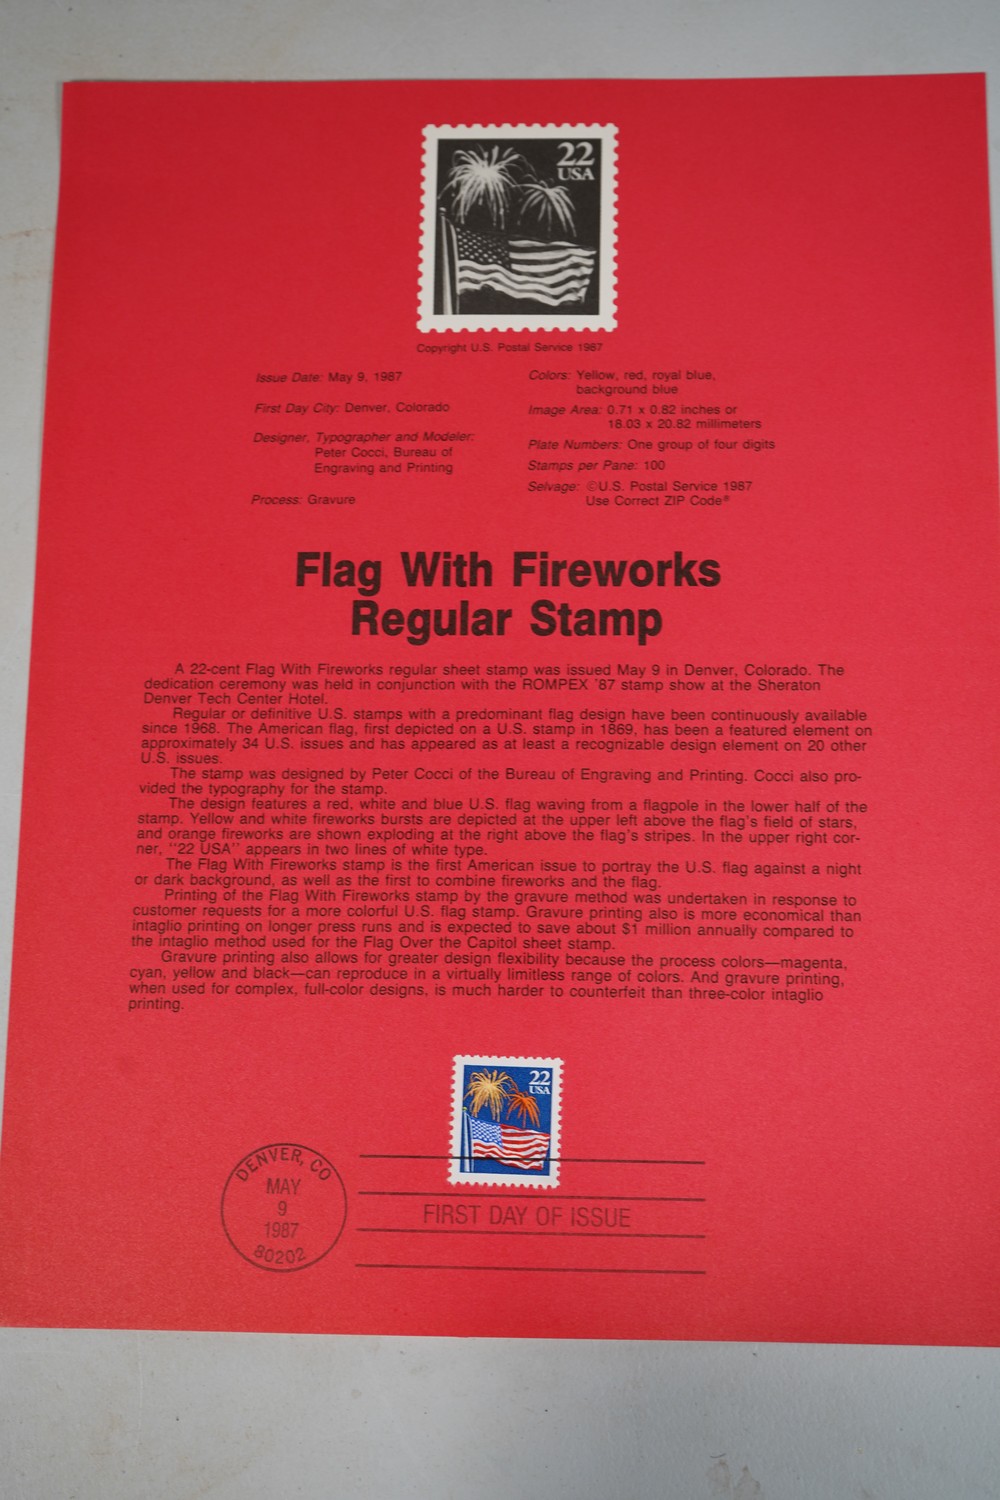 22
USA
Copyright U.S. Postal Service 1987
Issue Date: May 9, 1987
First Day City: Denver, Colorado
Designer, Typographer and Modeler:
Peter Cocci, Bureau of
Engraving and Printing
Process: Gravure
Colors: Yellow, red, royal blue,
background blue
Image Area: 0.71 x 0.82 inches or
18.03 x 20.82 millimeters
Plate Numbers: One group of four digits
Stamps per Pane: 100
Selvage: ©U.S. Postal Service 1987
Use Correct ZIP Code®
Flag With Fireworks
Regular Stamp
A 22-cent Flag With Fireworks regular sheet stamp was issued May 9 in Denver, Colorado. The
dedication ceremony was held in conjunction with the ROMPEX '87 stamp show at the Sheraton
Denver Tech Center Hotel.
Regular or definitive U.S. stamps with a predominant flag design have been continuously available
since 1968. The American flag, first depicted on a U.S. stamp in 1869, has been a featured element on
approximately 34 U.S. issues and has appeared as at least a recognizable design element on 20 other
U.S. issues.
The stamp was designed by Peter Cocci of the Bureau of Engraving and Printing. Cocci also pro-
vided the typography for the stamp.
The design features a red, white and blue U.S. flag waving from a flagpole in the lower half of the
stamp. Yellow and white fireworks bursts are depicted at the upper left above the flag's field of stars,
and orange fireworks are shown exploding at the right above the flag's stripes. In the upper right cor-
ner, "22 USA" appears in two lines of white type.
The Flag With Fireworks stamp is the first American issue to portray the U.S. flag against a night
or dark background, as well as the first to combine fireworks and the flag.
Printing of the Flag With Fireworks stamp by the gravure method was undertaken in response to
customer requests for a more colorful U.S. flag stamp. Gravure printing also is more economical than
intaglio printing on longer press runs and is expected to save about $1 million annually compared to
the intaglio method used for the Flag Over the Capitol sheet stamp.
Gravure printing also allows for greater design flexibility because the process colors—magenta,
cyan, yellow and black—can reproduce in a virtually limitless range of colors. And gravure printing,
when used for complex, full-color designs, is much harder to counterfeit than three-color intaglio
printing.
22
USA
DENVER, CO
MAY
9
1987
80202
FIRST DAY OF ISSUE